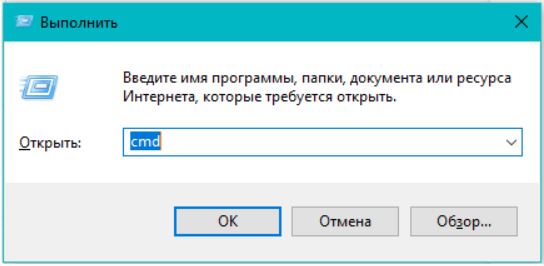 Выполнить
Введите имя программы, папки, документа или ресурса
Интернета, которые требуется открыть.
Открыть:
cmd
OK
Отмена
Обзор...